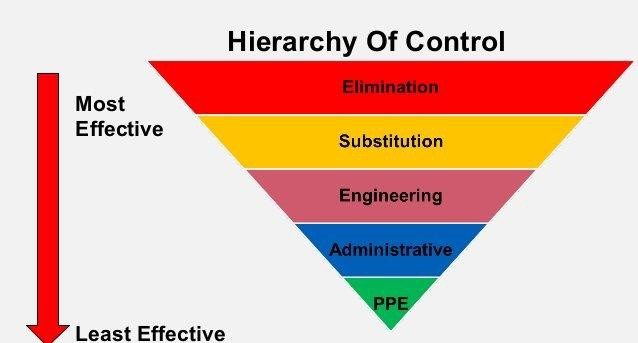 Hierarchy Of Control
Elimination
Most
Effective
Substitution
Engineering
Administrative
PPE
Least Effective